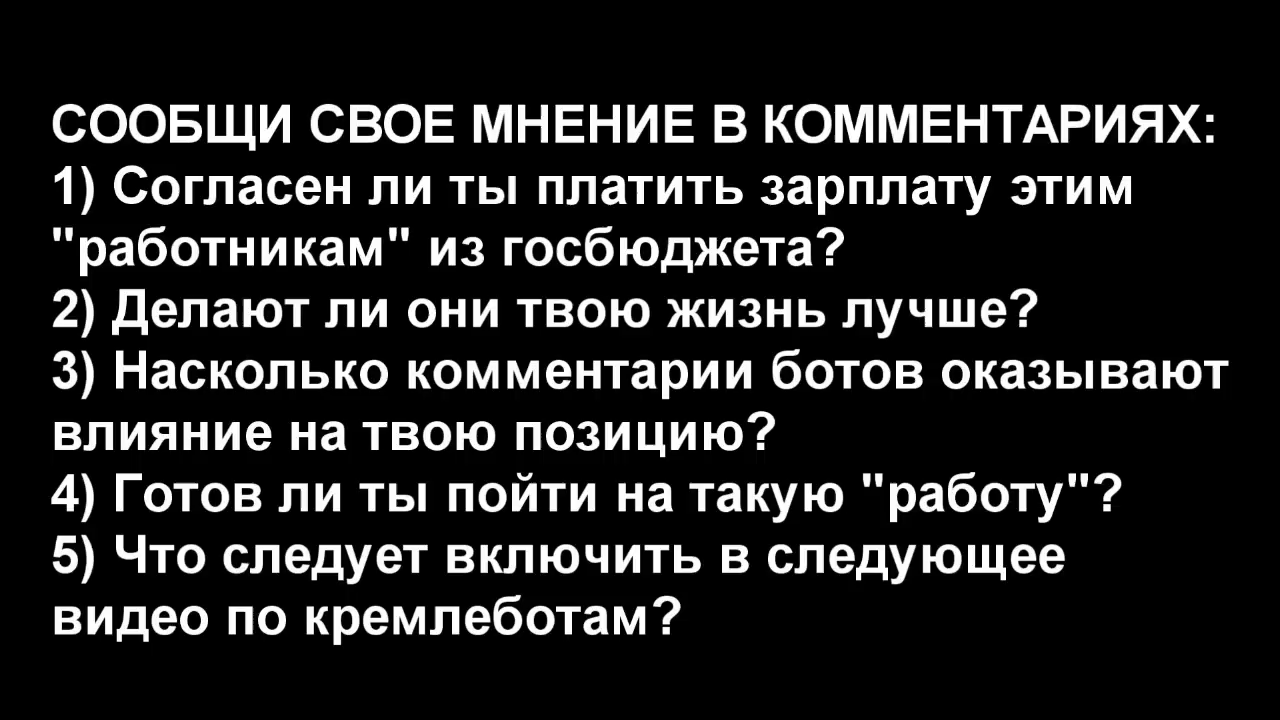 СООБЩИ СВОЕ МНЕНИЕ В КОММЕНТАРИЯХ:
1) Согласен ли ты платить зарплату этим
"работникам" из госбюджета?
2) Делают ли они твою жизнь лучше?
3) Насколько комментарии ботов оказывают
влияние на твою позицию?
4) Готов ли ты пойти на такую "работу"?
5) Что следует включить в следующее
видео по кремлеботам?